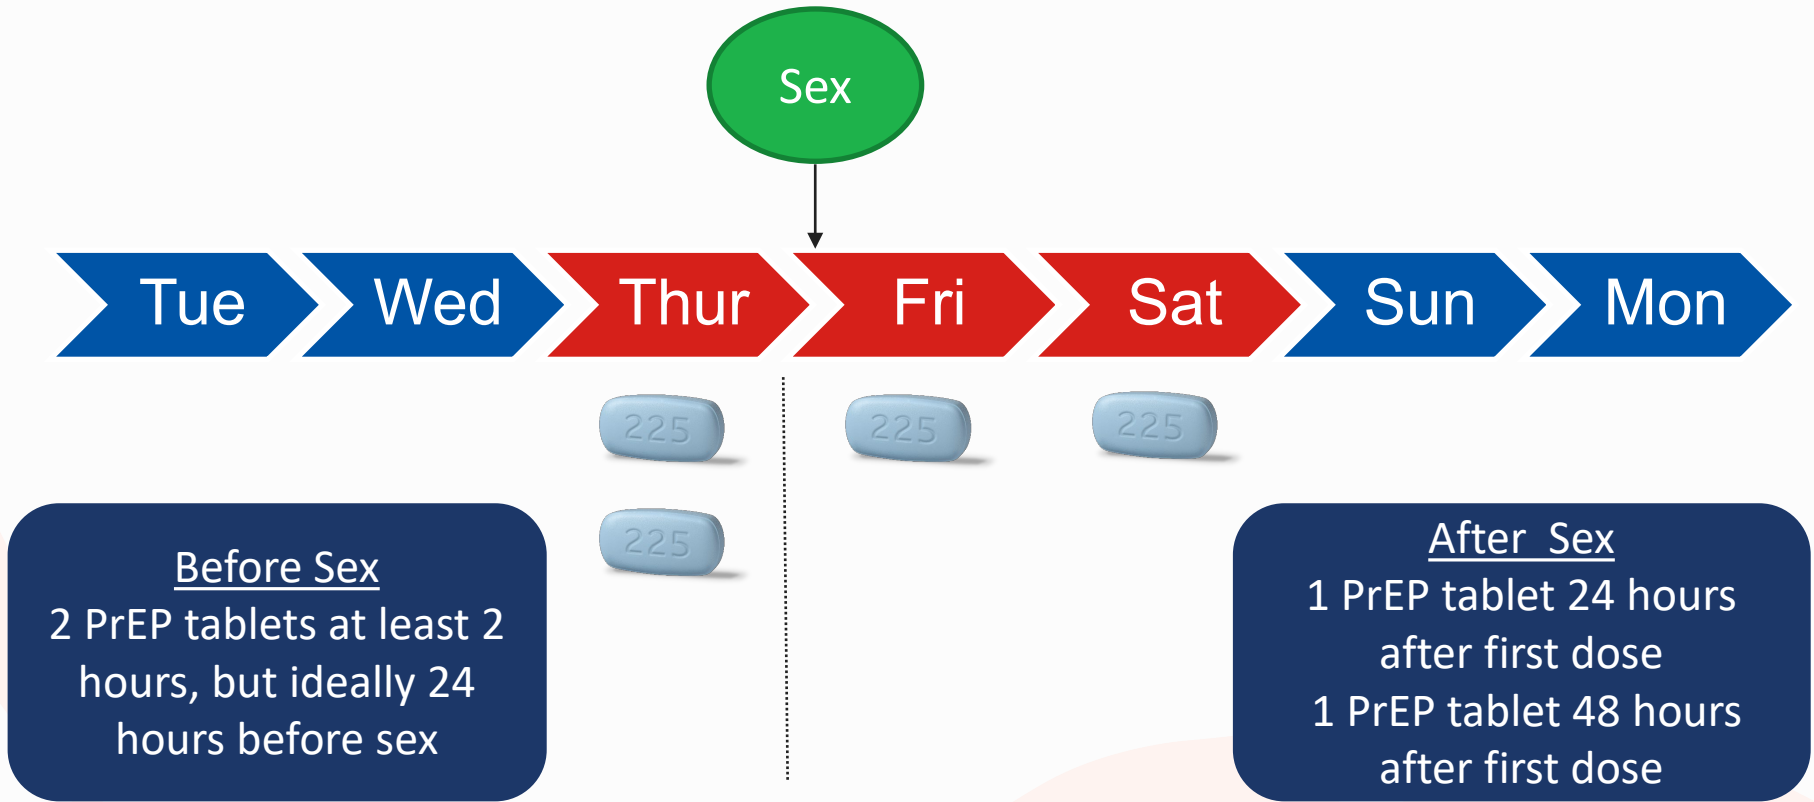 Sex
Tue Wed Thur Fri Sat Sun Mon
225 225 225
225
Before Sex
2 PrEP tablets at least 2
hours, but ideally 24
hours before sex
After Sex
1 PrEP tablet 24 hours
after first dose
1 PrEP tablet 48 hours
after first dose